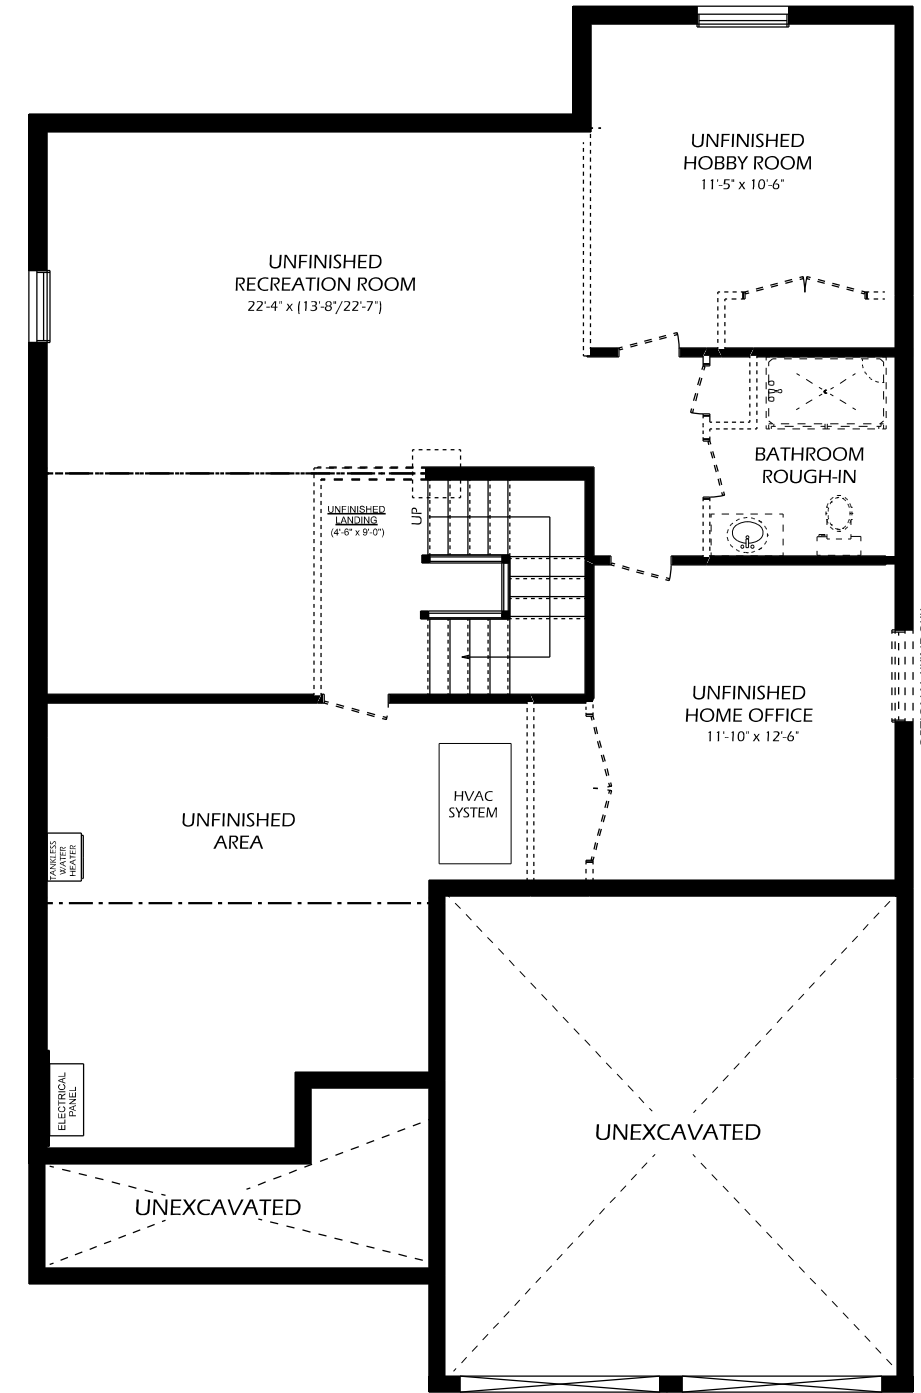 UNFINISHED
HOBBY ROOM
11'-5" x 10'-6"
UNFINISHED
RECREATION ROOM
22'-4" x (13'-8"/22'-7")
BATHROOM
ROUGH-IN
UNFINISHED
LANDING
(4'-6" x 9'-0")
UP
UNFINISHED
HOME OFFICE
11'-10" x 12'-6"
HVAC
SYSTEM
UNFINISHED
AREA
TANKLESS
WATER
HEATER
ELECTRICAL
PANEL
UNEXCAVATED
UNEXCAVATED